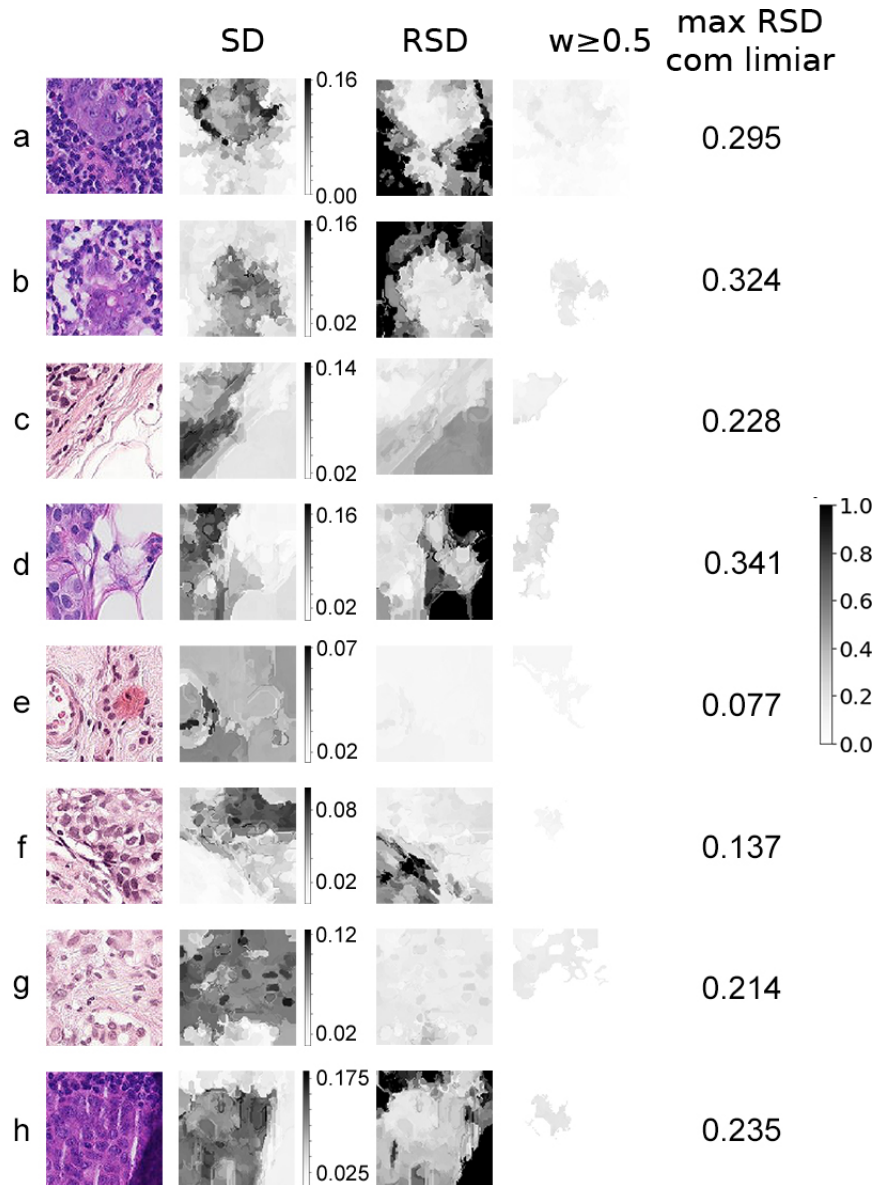 SD RSD w≥0.5 max RSD
com limiar
a 0.16 0.00 0.295
b 0.16 0.02 0.324
c 0.14 0.02 0.228
d 0.16 0.02 0.341
1.0
0.8
0.6
0.4
0.2
0.0
e 0.07 0.02 0.077
f 0.08 0.02 0.137
g 0.12 0.02 0.214
h 0.175 0.025 0.235